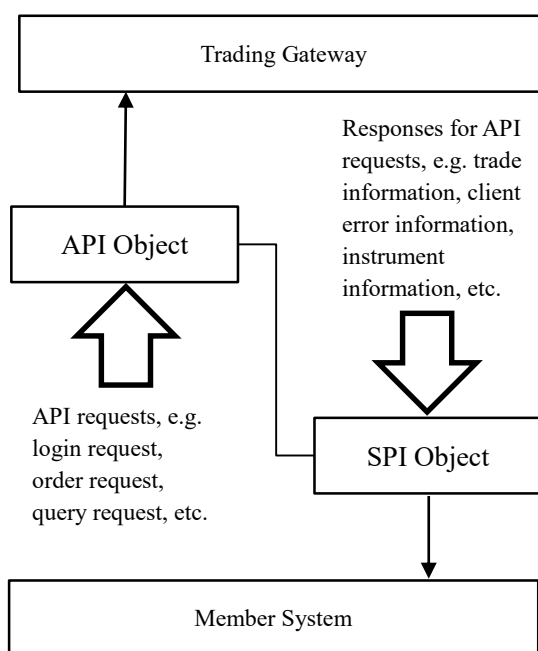 Trading Gateway
Responses for API
requests, e.g. trade
information, client
error information,
instrument
information, etc.
API Object
API requests, e.g.
login request,
order request,
query request, etc.
SPI Object
Member System